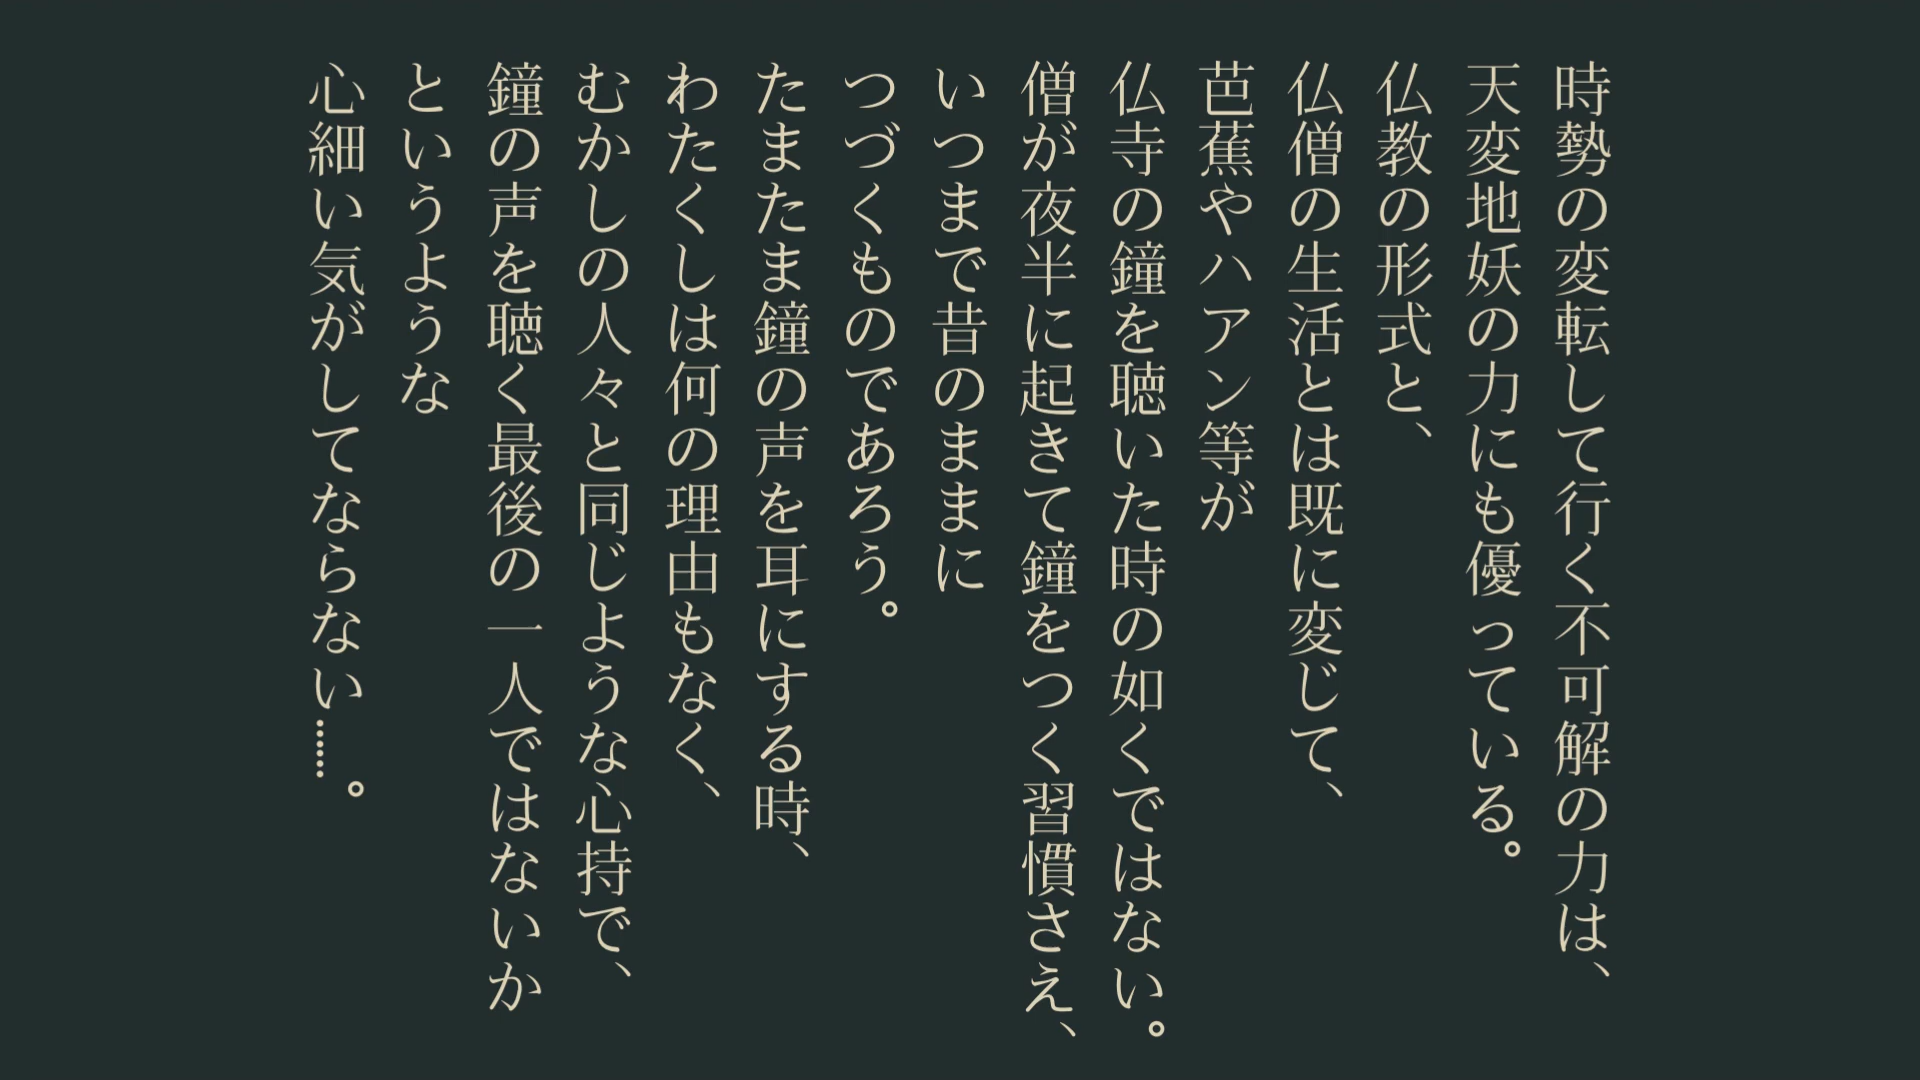 時勢の変転して行く不可解の力は、
天変地妖の力にも優っている。
仏教の形式と、
仏僧の生活とは既に変じて、
芭蕉やハアン等が
仏寺の鐘を聴いた時の如くではない。
僧が夜半に起きて鐘をつく習慣さえ、
いつまで昔のままに
つづくものであろう。
たまたま鐘の声を耳にする時、
わたくしは何の理由もなく、
むかしの人々と同じような心持で、
鐘の声を聴く最後の一人ではないか
というような
心細い気がしてならない……。